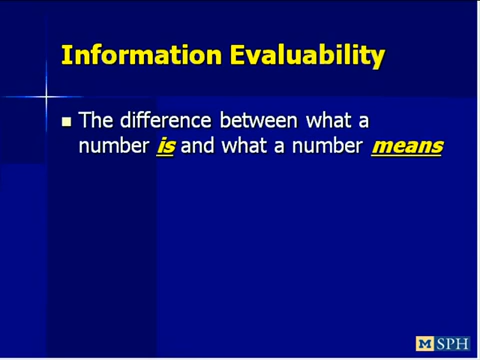 Information Evaluability
The difference between what a
number is and what a number means
M SPH